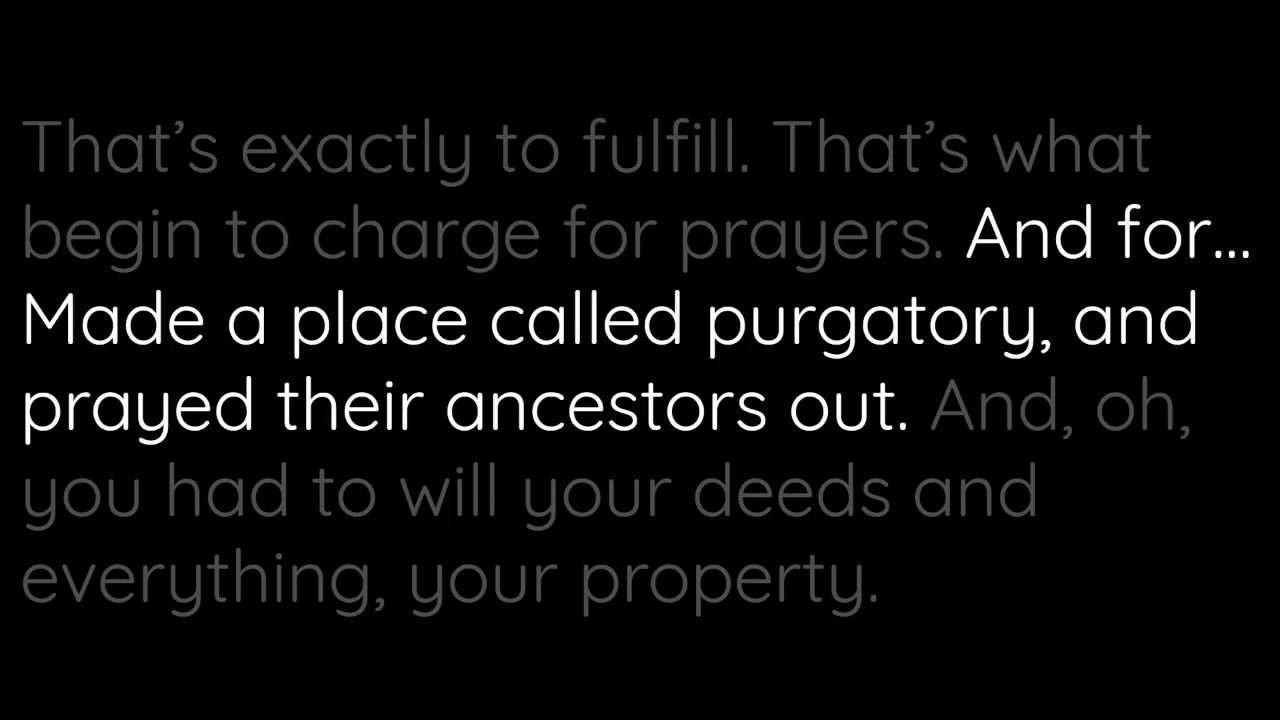 That’s exactly to fulfill. That’s what
begin to charge for prayers. And for...
Made a place called purgatory, and
prayed their ancestors out. And, oh,
you had to will your deeds and
everything, your property.